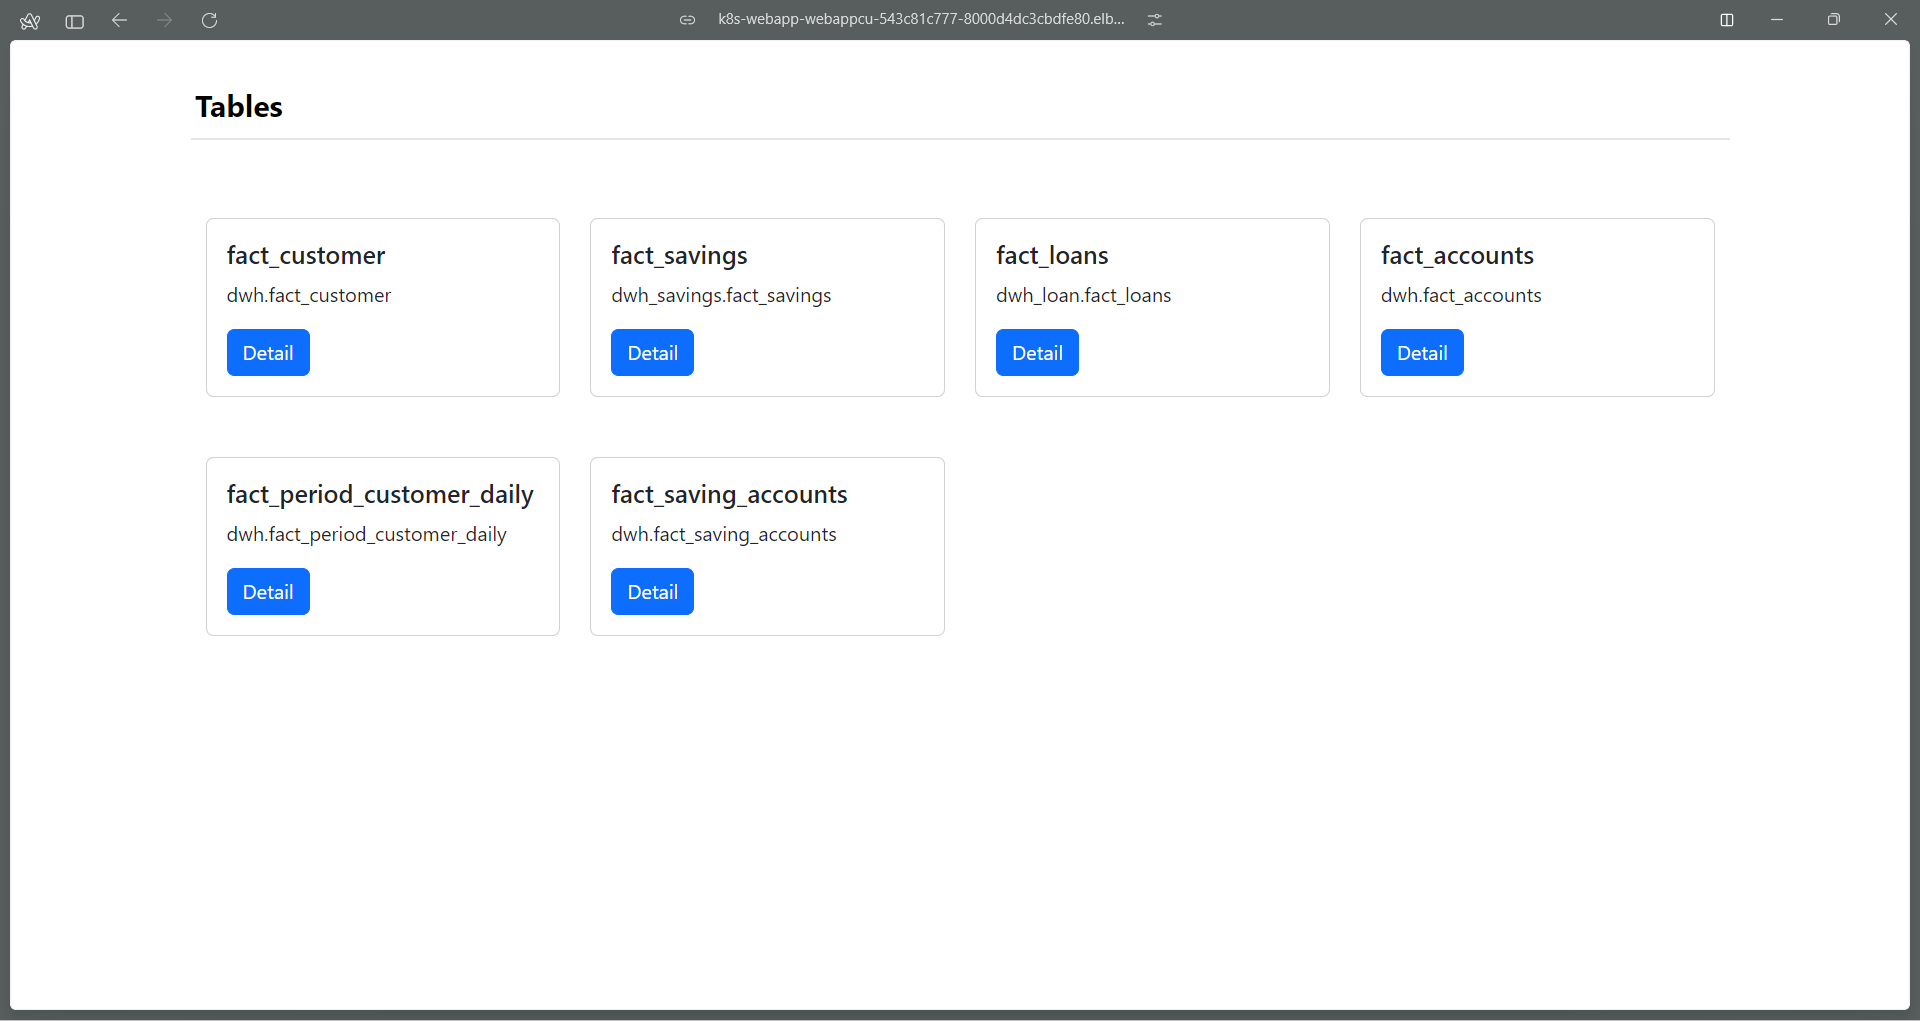 k8s-webapp-webappcu-543c81c777-8000d4dc3cbdfe80.elb...
Tables
fact_customer
dwh.fact_customer
Detail
fact_savings
dwh_savings.fact_savings
Detail
fact_loans
dwh_loan.fact_loans
Detail
fact_accounts
dwh.fact_accounts
Detail
fact_period_customer_daily
dwh.fact_period_customer_daily
Detail
fact_saving_accounts
dwh.fact_saving_accounts
Detail